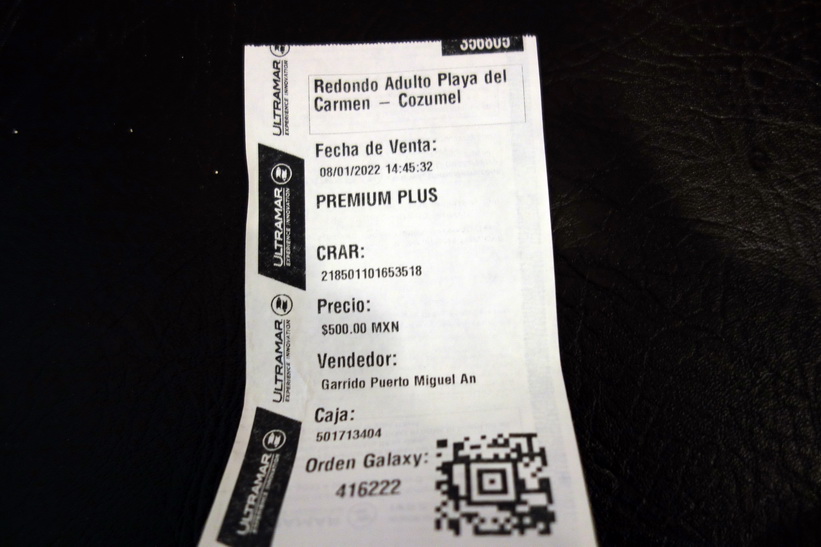 356805
Redondo Adulto Playa del
Carmen – Cozumel
Fecha de Venta:
08/01/2022 14:45:32
PREMIUM PLUS
CRAR:
218501101653518
Precio:
$500.00 MXN
Vendedor:
Garrido Puerto Miguel An
Caja:
501713404
Orden Galaxy:
416222
ULTRAMAR
EXPERIENCE INNOVATION
ULTRAMAR
EXPERIENCE INNOVATION
ULTRAMAR
EXPERIENCE INNOVATION
ULTRAMAR
EXPERIENCE INNOVATION